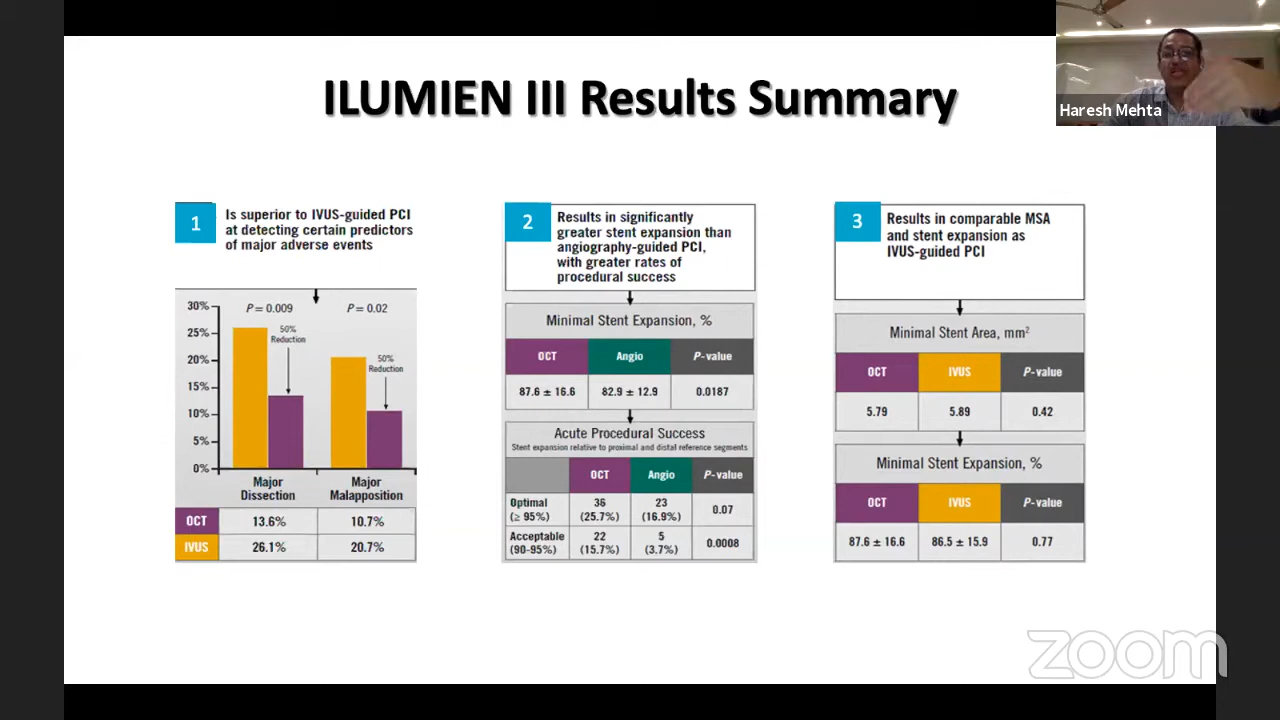 ILUMIEN III Results Summary
Haresh Mehta
1
Is superior to IVUS-guided PCI
at detecting certain predictors
of major adverse events
30%
25%
20%
15%
10%
5%
0%
P = 0.009
P = 0.02
50%
Reduction
50%
Reduction
Major
Dissection
Major
Malapposition
OCT 13.6% 10.7%
IVUS 26.1% 20.7%
2
Results in significantly
greater stent expansion than
angiography-guided PCI,
with greater rates of
procedural success
Minimal Stent Expansion, %
OCT Angio P-value
87.6 ± 16.6 82.9 ± 12.9 0.0187
Acute Procedural Success
Stent expansion relative to proximal and distal reference segments
OCT Angio P-value
Optimal 36 23 0.07
(≥ 95%) (25.7%) (16.9%)
Acceptable 22 5 0.0008
(90-95%) (15.7%) (3.7%)
3
Results in comparable MSA
and stent expansion as
IVUS-guided PCI
Minimal Stent Area, mm²
OCT IVUS P-value
5.79 5.89 0.42
Minimal Stent Expansion, %
OCT IVUS P-value
87.6 ± 16.6 86.5 ± 15.9 0.77
zoom